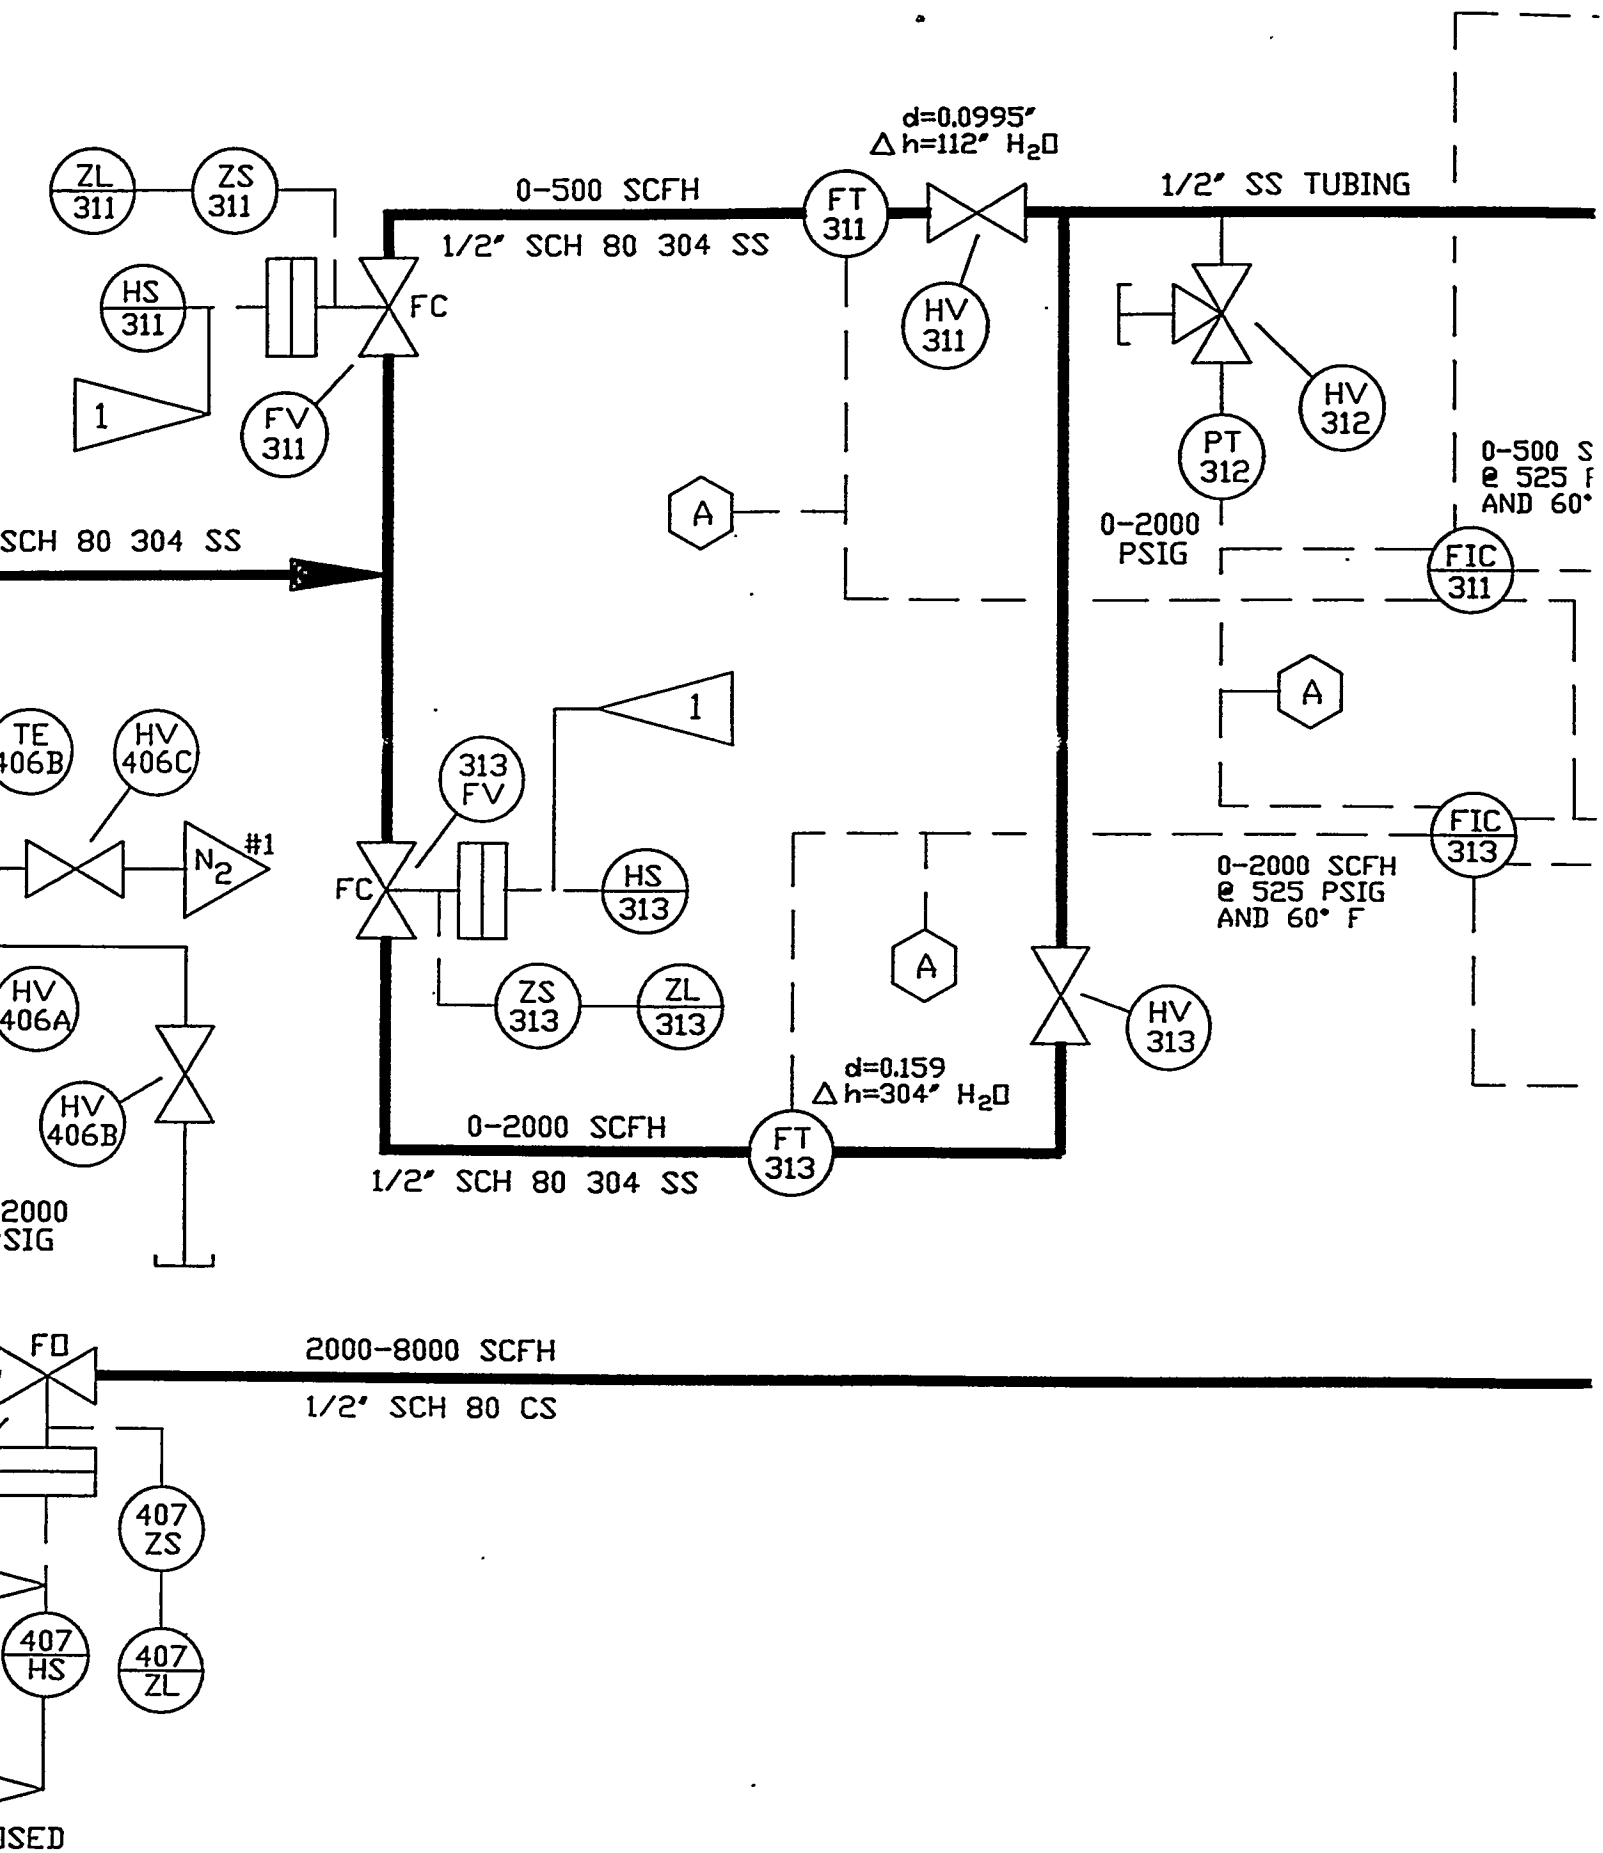 d=0.0995"
Δ h=112" H₂O
ZL
311
ZS
311
0-500 SCFH
1/2" SCH 80 304 SS
FT
311
1/2" SS TUBING
HS
311
FC
HV
311
1
FV
311
HV
312
PT
312
0-2000
PSIG
0-500 S
@ 525
AND 60°
A
SCH 80 304 SS
FIC
311
A
1
TE
406B
HV
406C
313
FV
N₂
#1
FC
HS
313
FIC
313
0-2000 SCFH
@ 525 PSIG
AND 60° F
A
HV
406A
ZS
313
ZL
313
HV
313
d=0.159
Δ h=304" H₂O
HV
406B
0-2000 SCFH
1/2" SCH 80 304 SS
FT
313
2000
SIG
FO
2000-8000 SCFH
1/2" SCH 80 CS
407
ZS
407
HS
407
ZL
OSED